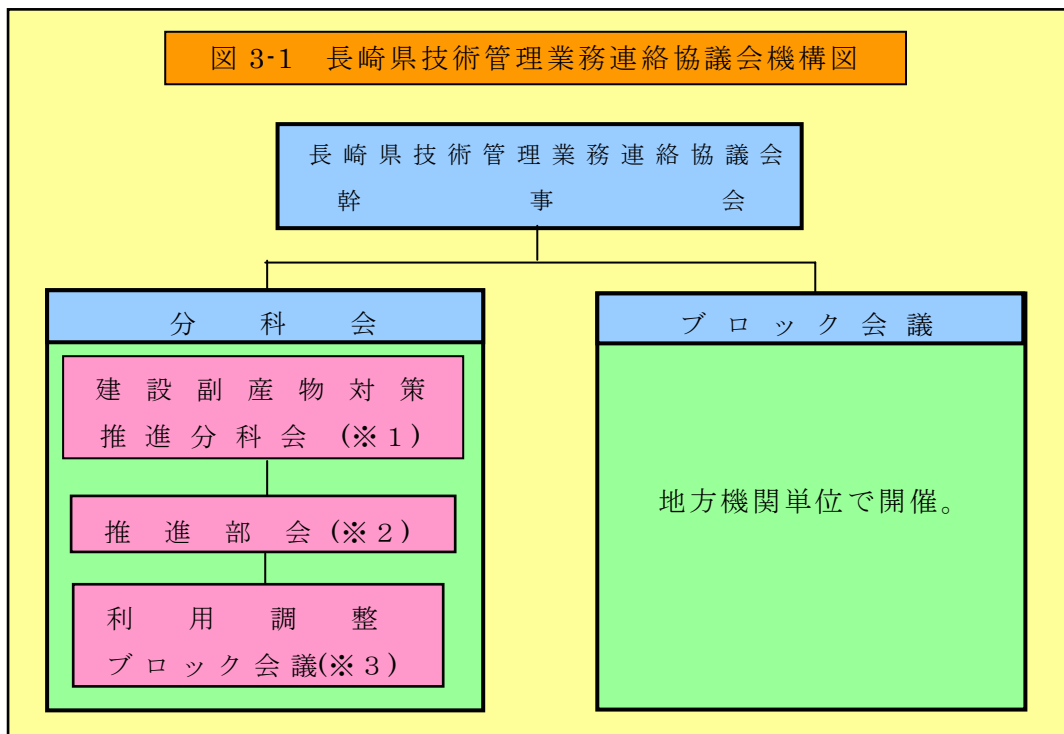 図 3-1 長崎県技術管理業務連絡協議会機構図
長崎県技術管理業務連絡協議会
幹事会
分科会
建設副産物対策
推進分科会 (※1)
推進部会(※2)
利用調整
ブロック会議(※3)
ブロック会議
地方機関単位で開催。